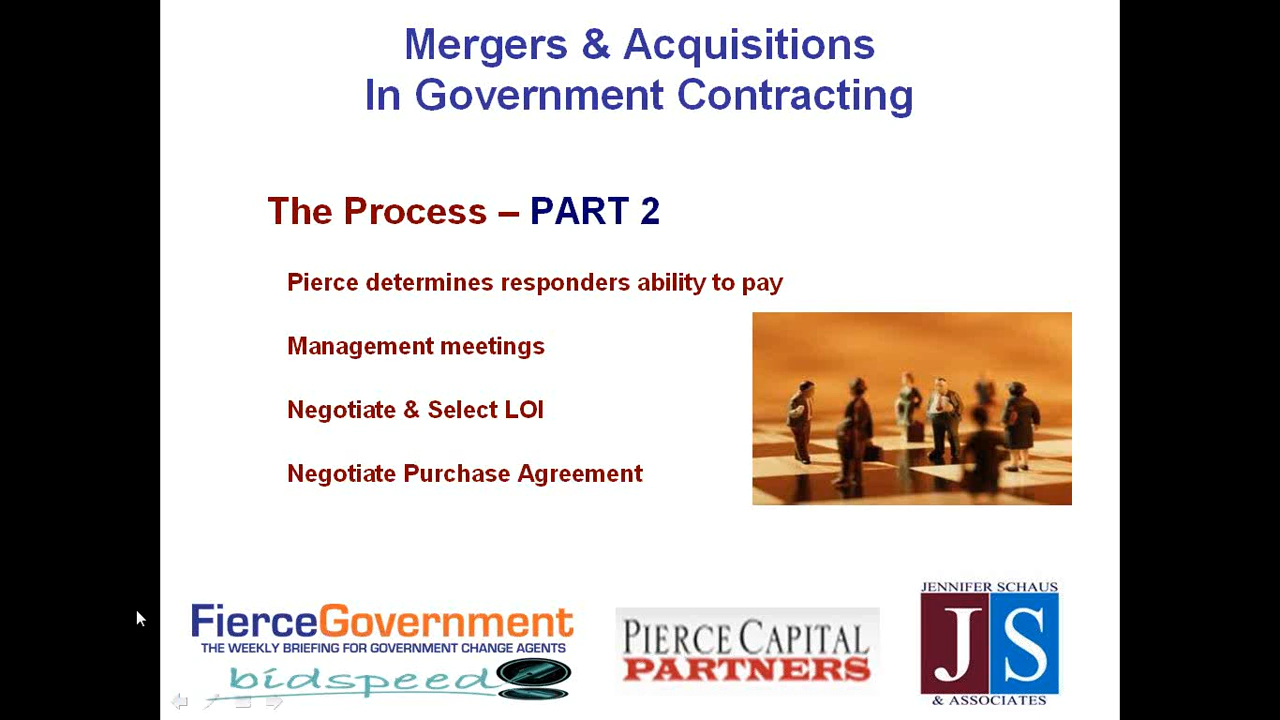 Mergers & Acquisitions
In Government Contracting
The Process – PART 2
Pierce determines responders ability to pay
Management meetings
Negotiate & Select LOI
Negotiate Purchase Agreement
FierceGovernment
THE WEEKLY BRIEFING FOR GOVERNMENT CHANGE AGENTS
bidspeed
PIERCE CAPITAL
PARTNERS
JENNIFER SCHAUS
JS
& ASSOCIATES